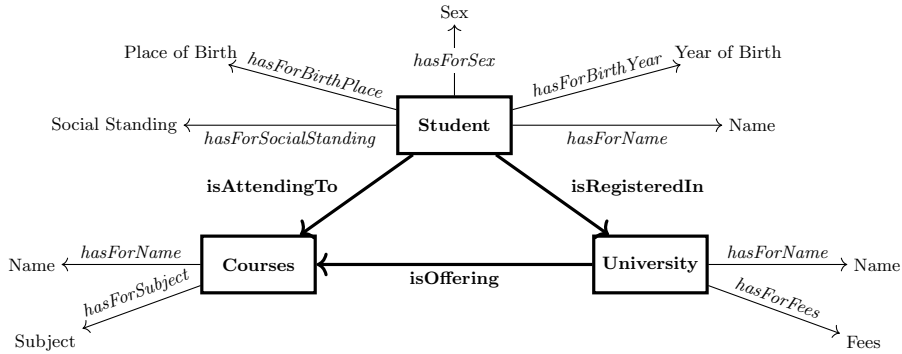 Sex
Place of Birth
hasForBirthPlace
hasForSex
hasForBirthYear
Year of Birth
Social Standing
hasForSocialStanding
Student
hasForName
Name
isAttendingTo
isRegisteredIn
Name
hasForName
Courses
isOffering
University
hasForName
Name
hasForSubject
Subject
hasForFees
Fees